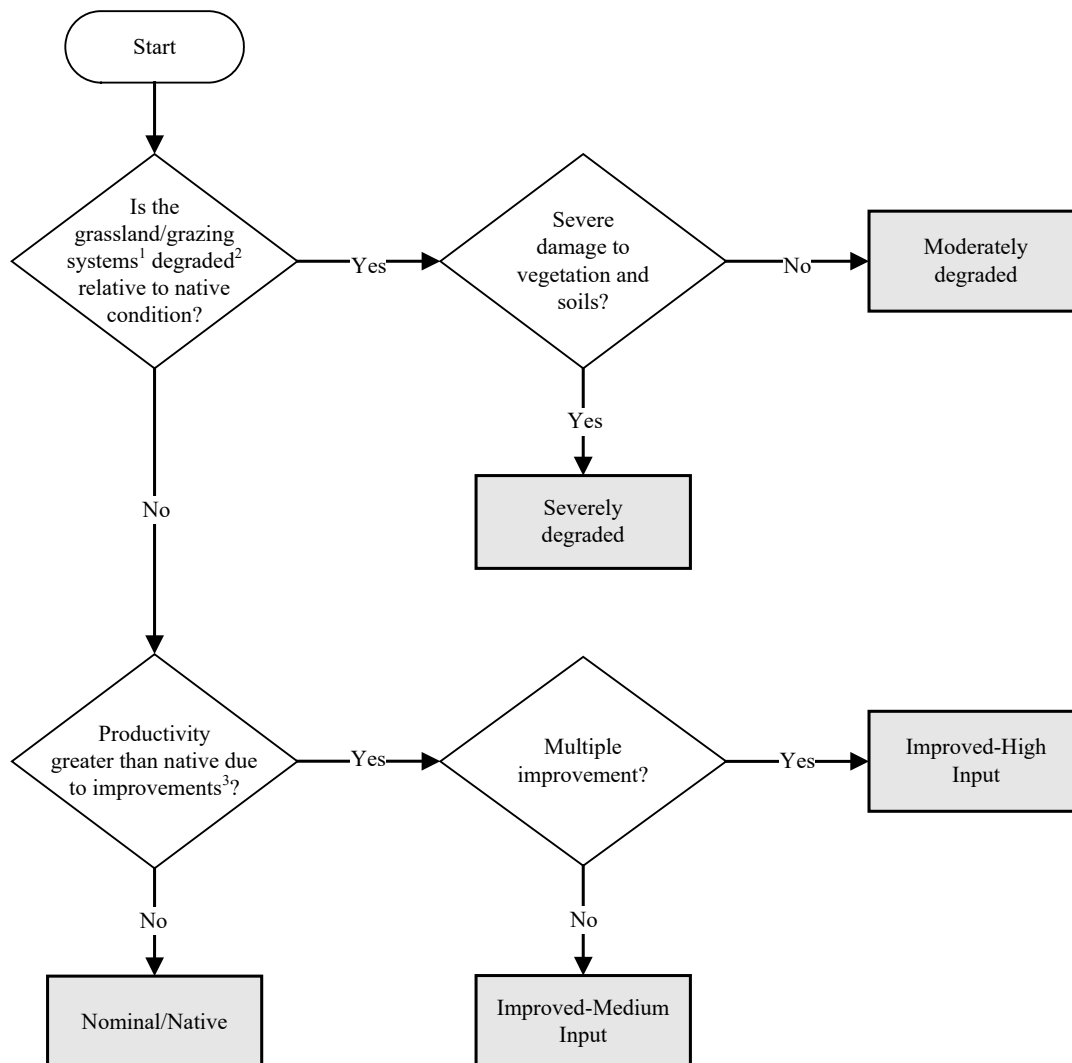 Start
Is the
grassland/grazing
systems¹ degraded²
relative to native
condition?
Yes
Severe
damage to
vegetation and
soils?
No
Moderately
degraded
Yes
Severely
degraded
No
Productivity
greater than native due
to improvements³?
Yes
Multiple
improvement?
Yes
Improved-High
Input
No
Nominal/Native
No
Improved-Medium
Input